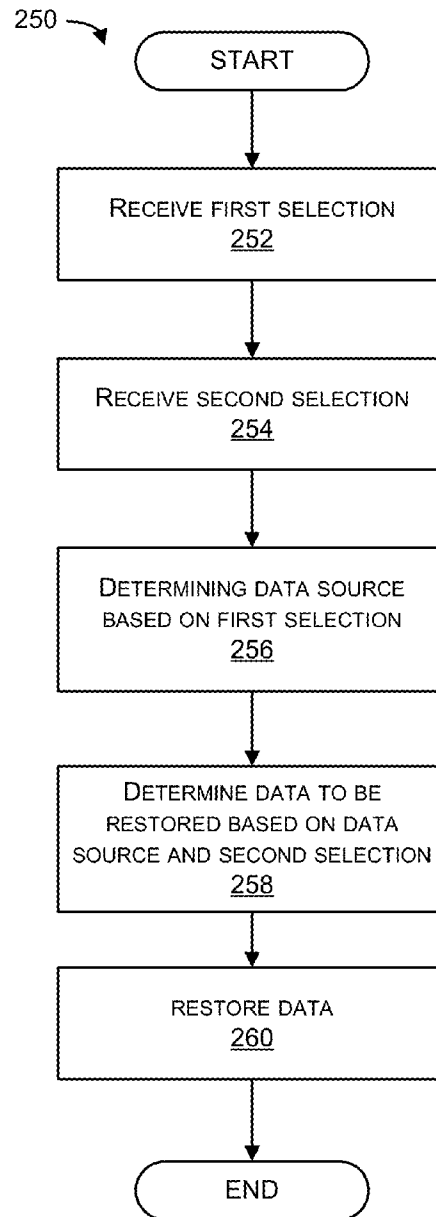 250
START
RECEIVE FIRST SELECTION
252
RECEIVE SECOND SELECTION
254
DETERMINING DATA SOURCE
BASED ON FIRST SELECTION
256
DETERMINE DATA TO BE
RESTORED BASED ON DATA
SOURCE AND SECOND SELECTION
258
RESTORE DATA
260
END